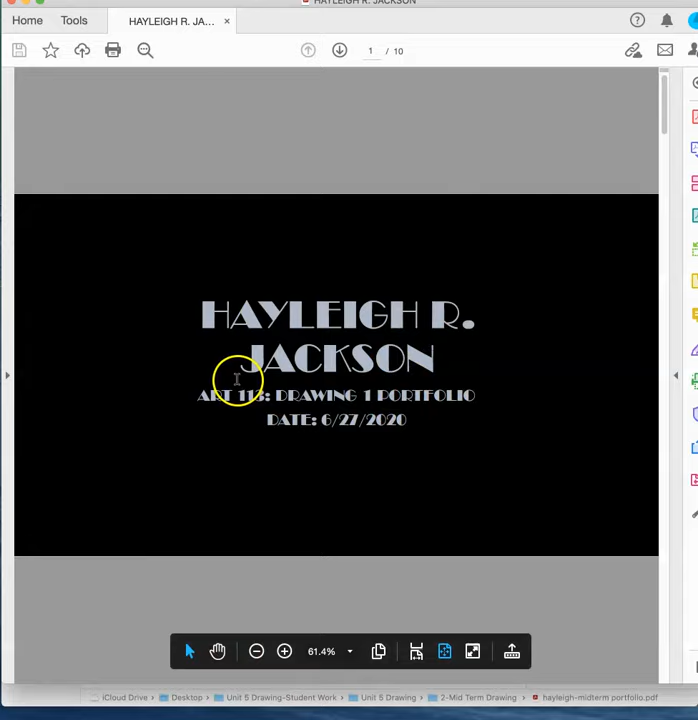 HAYLEIGH R. JACKSON
Home
Tools
HAYLEIGH R. JA... ×
1 / 10
HAYLEIGH R.
JACKSON
ART 113: DRAWING 1 PORTFOLIO
DATE: 6/27/2020
61.4%
iCloud Drive > Desktop > Unit 5 Drawing-Student Work > Unit 5 Drawing > 2-Mid Term Drawing > hayleigh-midterm portfolio.pdf